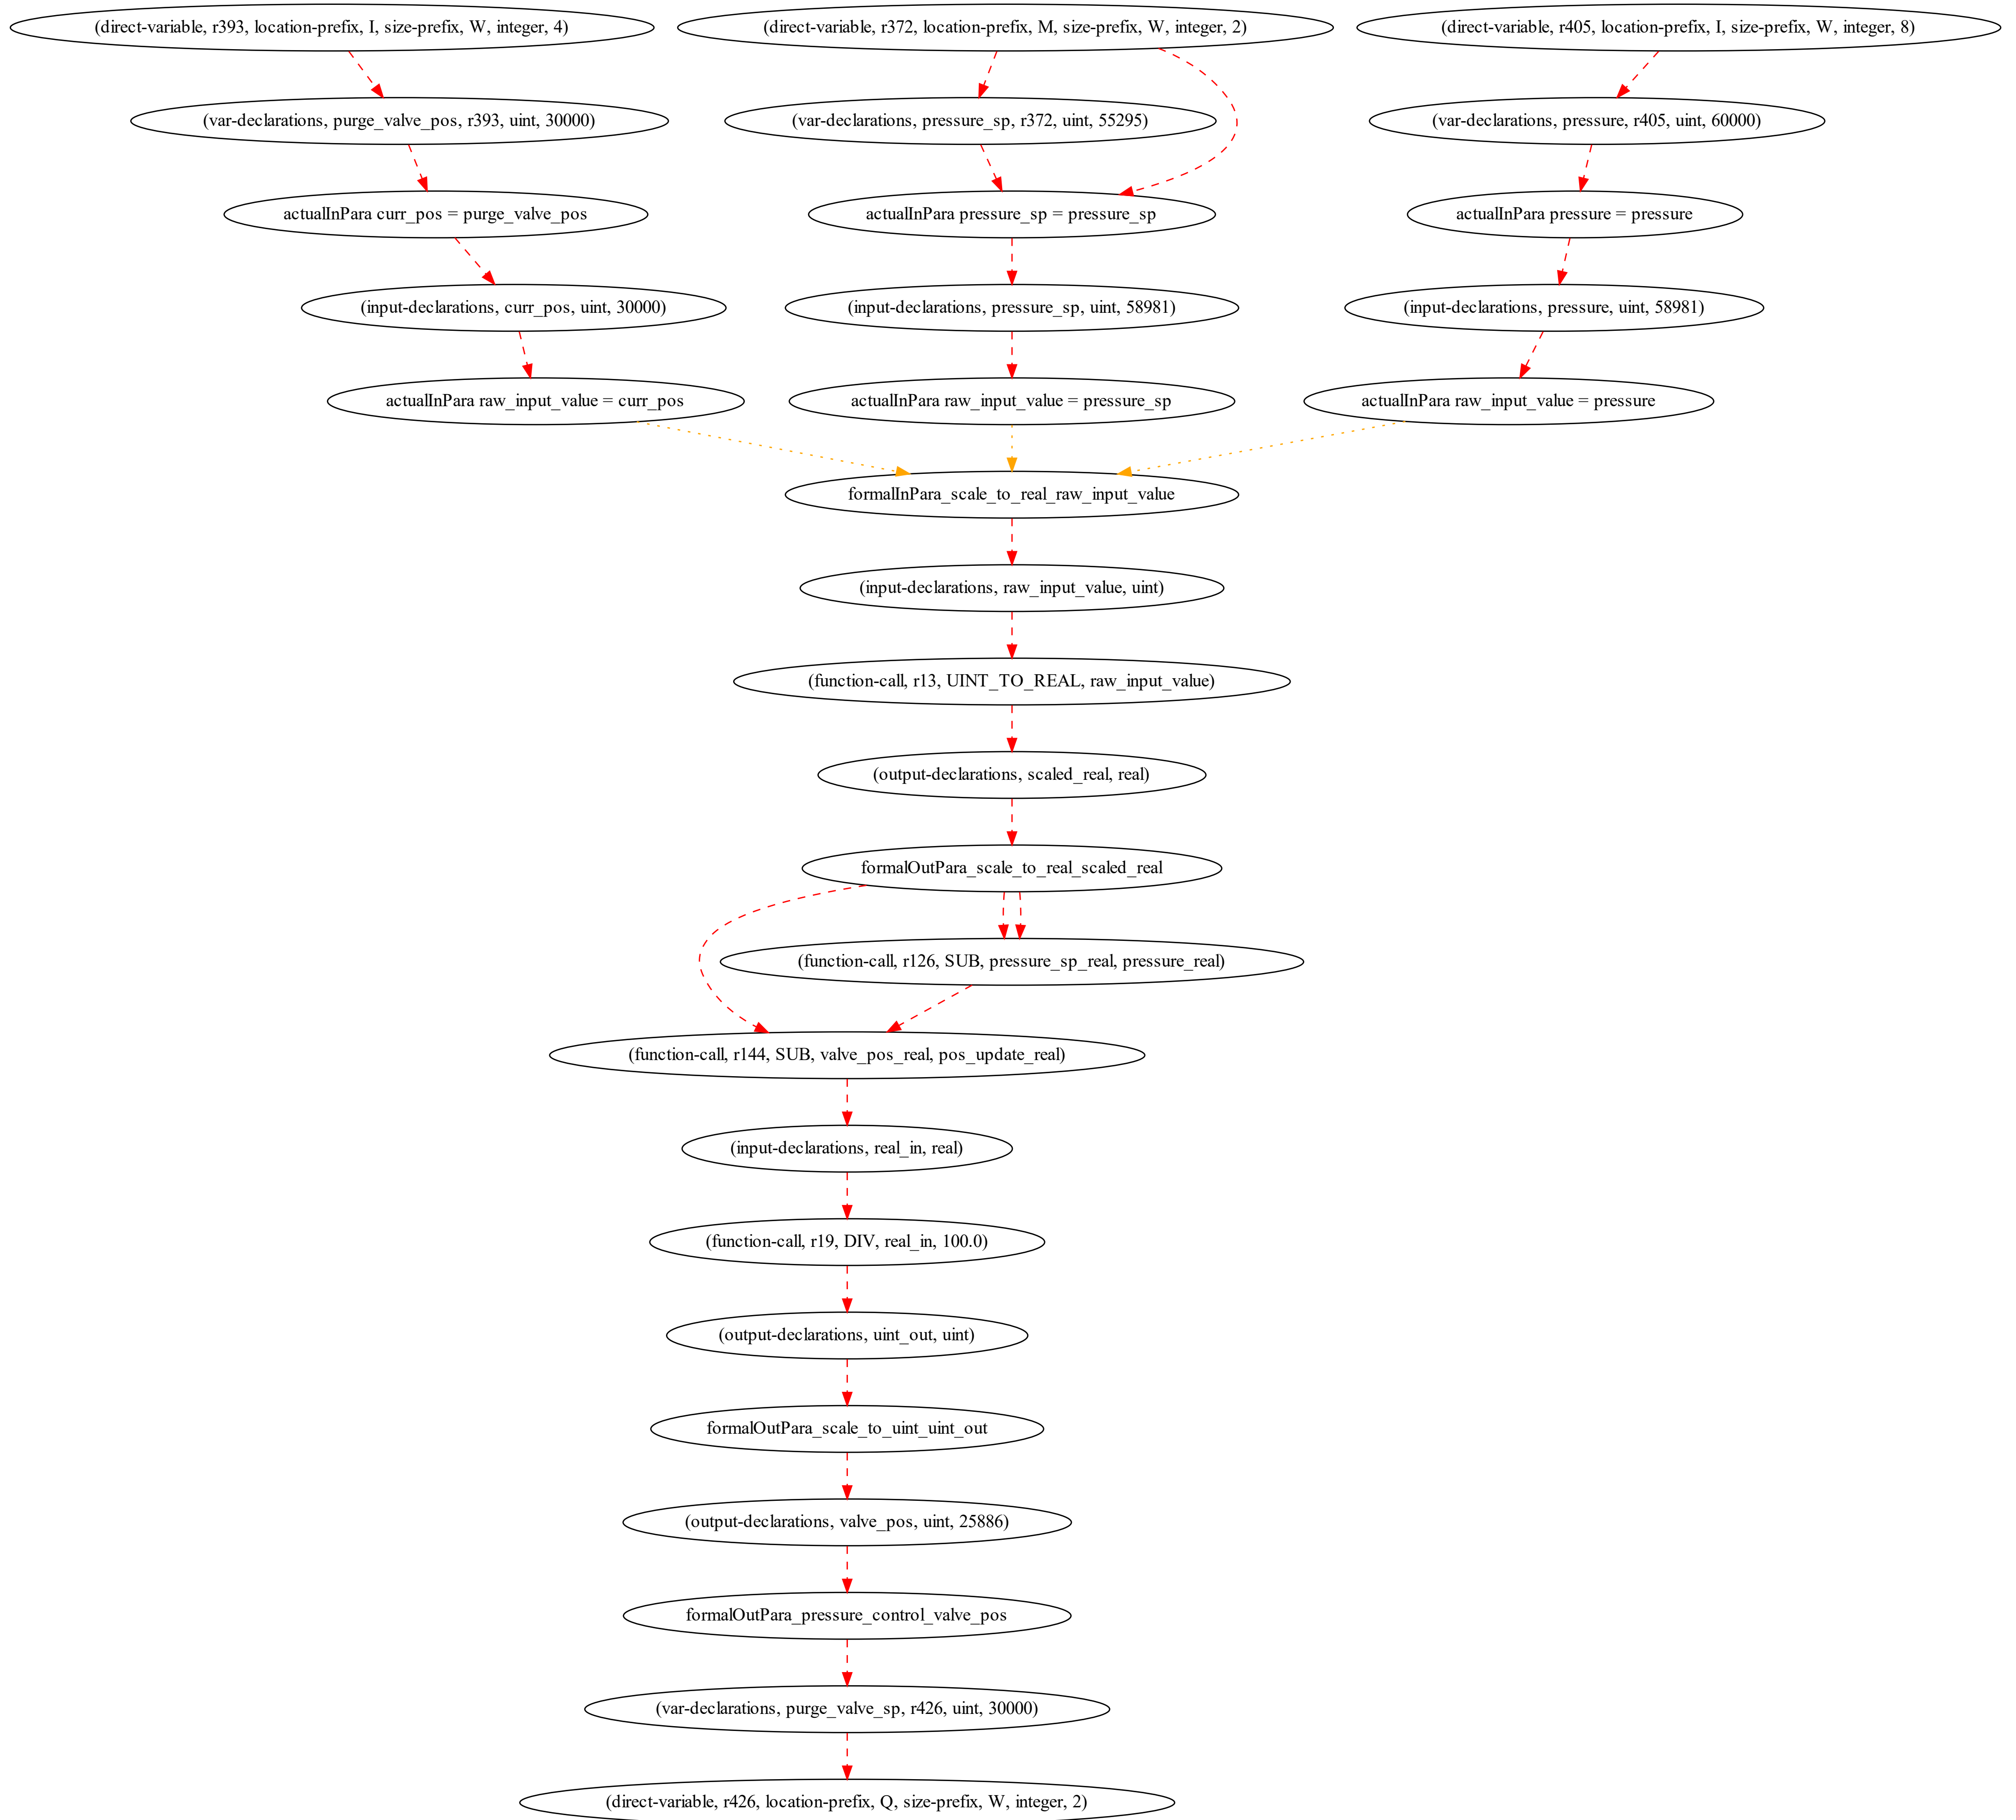 (direct-variable, r393, location-prefix, I, size-prefix, W, integer, 4)
(direct-variable, r372, location-prefix, M, size-prefix, W, integer, 2)
(direct-variable, r405, location-prefix, I, size-prefix, W, integer, 8)
(var-declarations, purge_valve_pos, r393, uint, 30000)
(var-declarations, pressure_sp, r372, uint, 55295)
(var-declarations, pressure, r405, uint, 60000)
actualInPara curr_pos = purge_valve_pos
actualInPara pressure_sp = pressure_sp
actualInPara pressure = pressure
(input-declarations, curr_pos, uint, 30000)
(input-declarations, pressure_sp, uint, 58981)
(input-declarations, pressure, uint, 58981)
actualInPara raw_input_value = curr_pos
actualInPara raw_input_value = pressure_sp
actualInPara raw_input_value = pressure
formalInPara_scale_to_real_raw_input_value
(input-declarations, raw_input_value, uint)
(function-call, r13, UINT_TO_REAL, raw_input_value)
(output-declarations, scaled_real, real)
formalOutPara_scale_to_real_scaled_real
(function-call, r126, SUB, pressure_sp_real, pressure_real)
(function-call, r144, SUB, valve_pos_real, pos_update_real)
(input-declarations, real_in, real)
(function-call, r19, DIV, real_in, 100.0)
(output-declarations, uint_out, uint)
formalOutPara_scale_to_uint_uint_out
(output-declarations, valve_pos, uint, 25886)
formalOutPara_pressure_control_valve_pos
(var-declarations, purge_valve_sp, r426, uint, 30000)
(direct-variable, r426, location-prefix, Q, size-prefix, W, integer, 2)